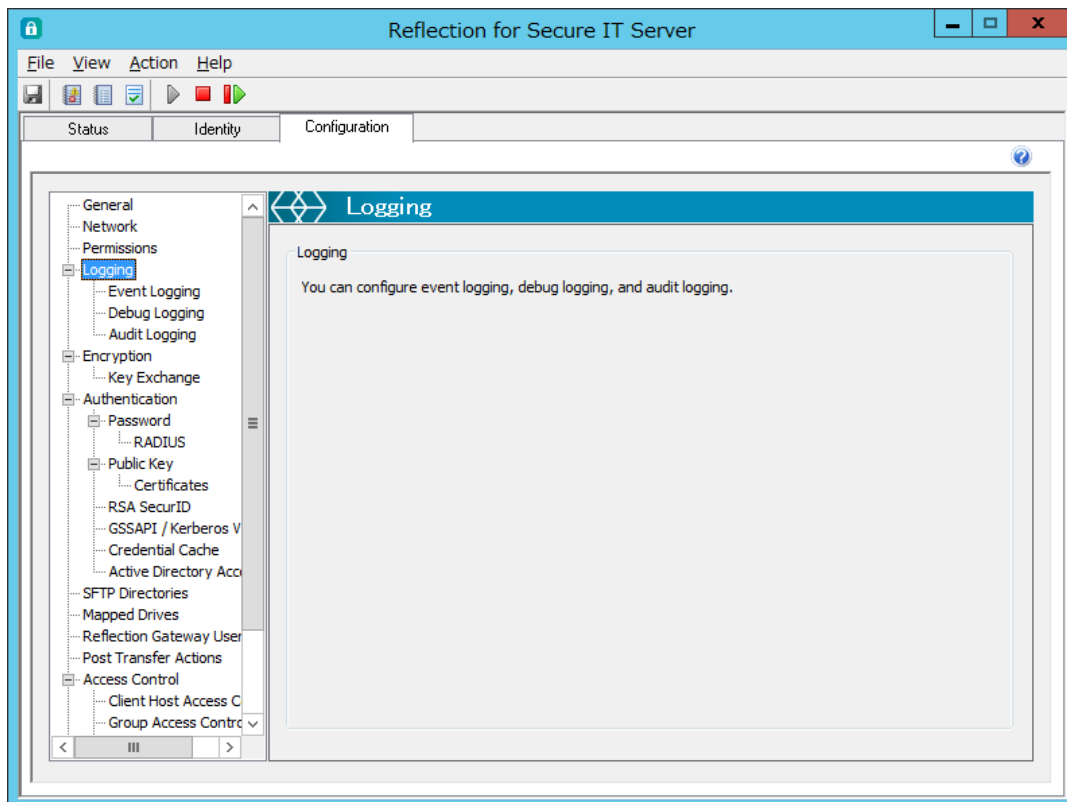 Reflection for Secure IT Server
File View Action Help
Status Identity Configuration
General
Network
Permissions
Logging
Event Logging
Debug Logging
Audit Logging
Encryption
Key Exchange
Authentication
Password
RADIUS
Public Key
Certificates
RSA SecurID
GSSAPI / Kerberos V
Credential Cache
Active Directory Acc
SFTP Directories
Mapped Drives
Reflection Gateway User
Post Transfer Actions
Access Control
Client Host Access C
Group Access Contro
Logging
Logging
You can configure event logging, debug logging, and audit logging.